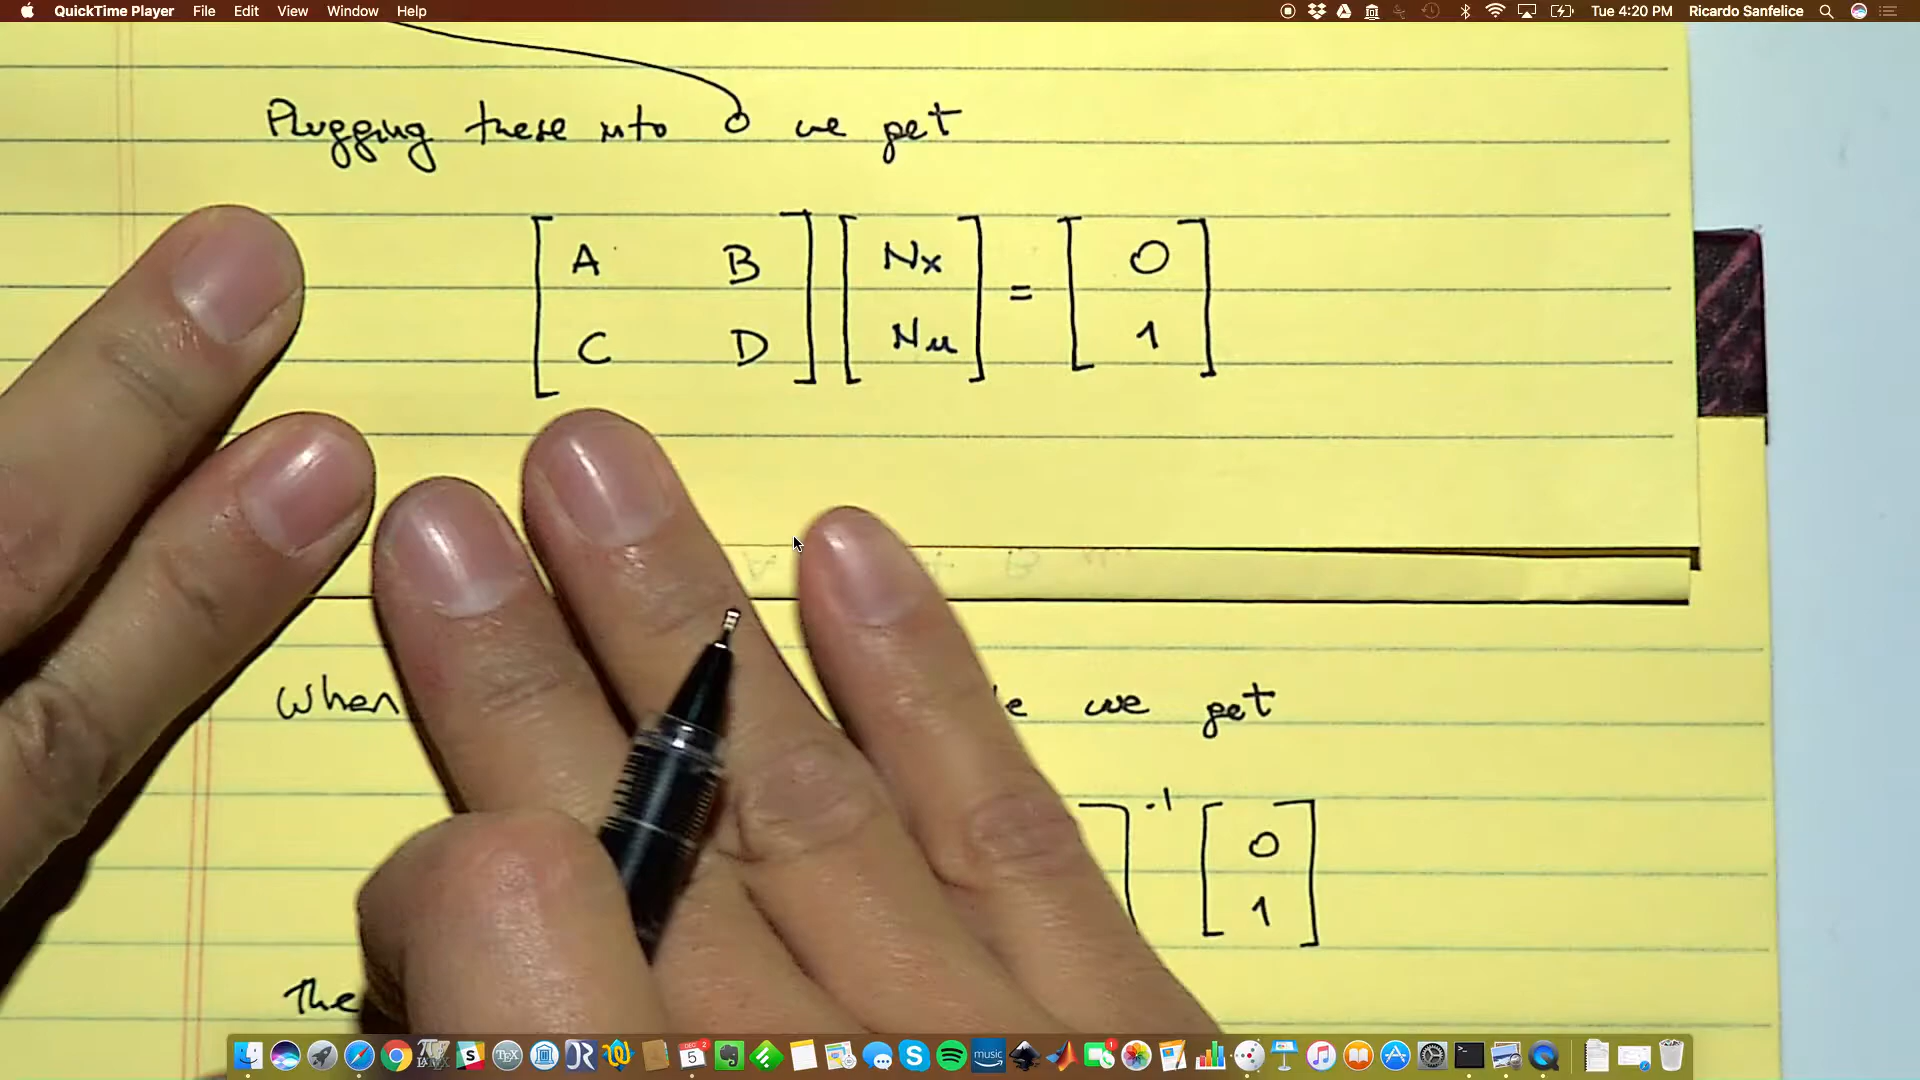 QuickTime Player File Edit View Window Help Tue 4:20 PM Ricardo Sanfelice
Plugging these into o we get
[ A B ] [ Nx ] = [ 0 ]
[ C D ] [ Nu ] [ 1 ]
When we get
]⁻¹ [ 0 ]
[ 1 ]
The